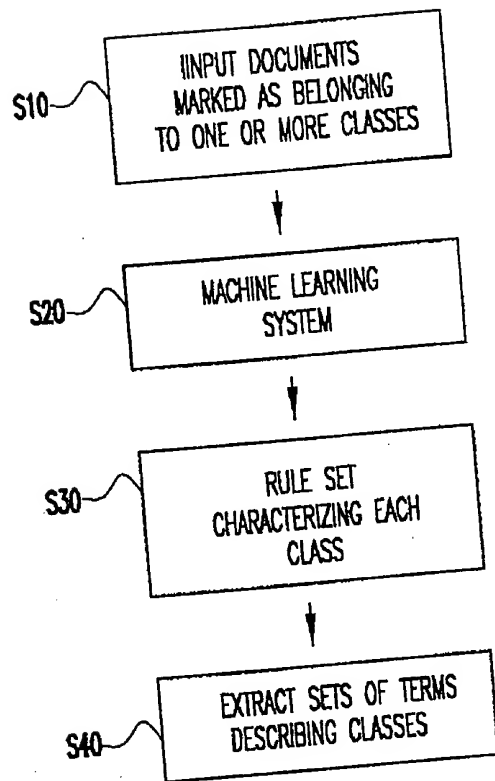 IINPUT DOCUMENTS
MARKED AS BELONGING
TO ONE OR MORE CLASSES
S10
MACHINE LEARNING
SYSTEM
S20
RULE SET
CHARACTERIZING EACH
CLASS
S30
EXTRACT SETS OF TERMS
DESCRIBING CLASSES
S40